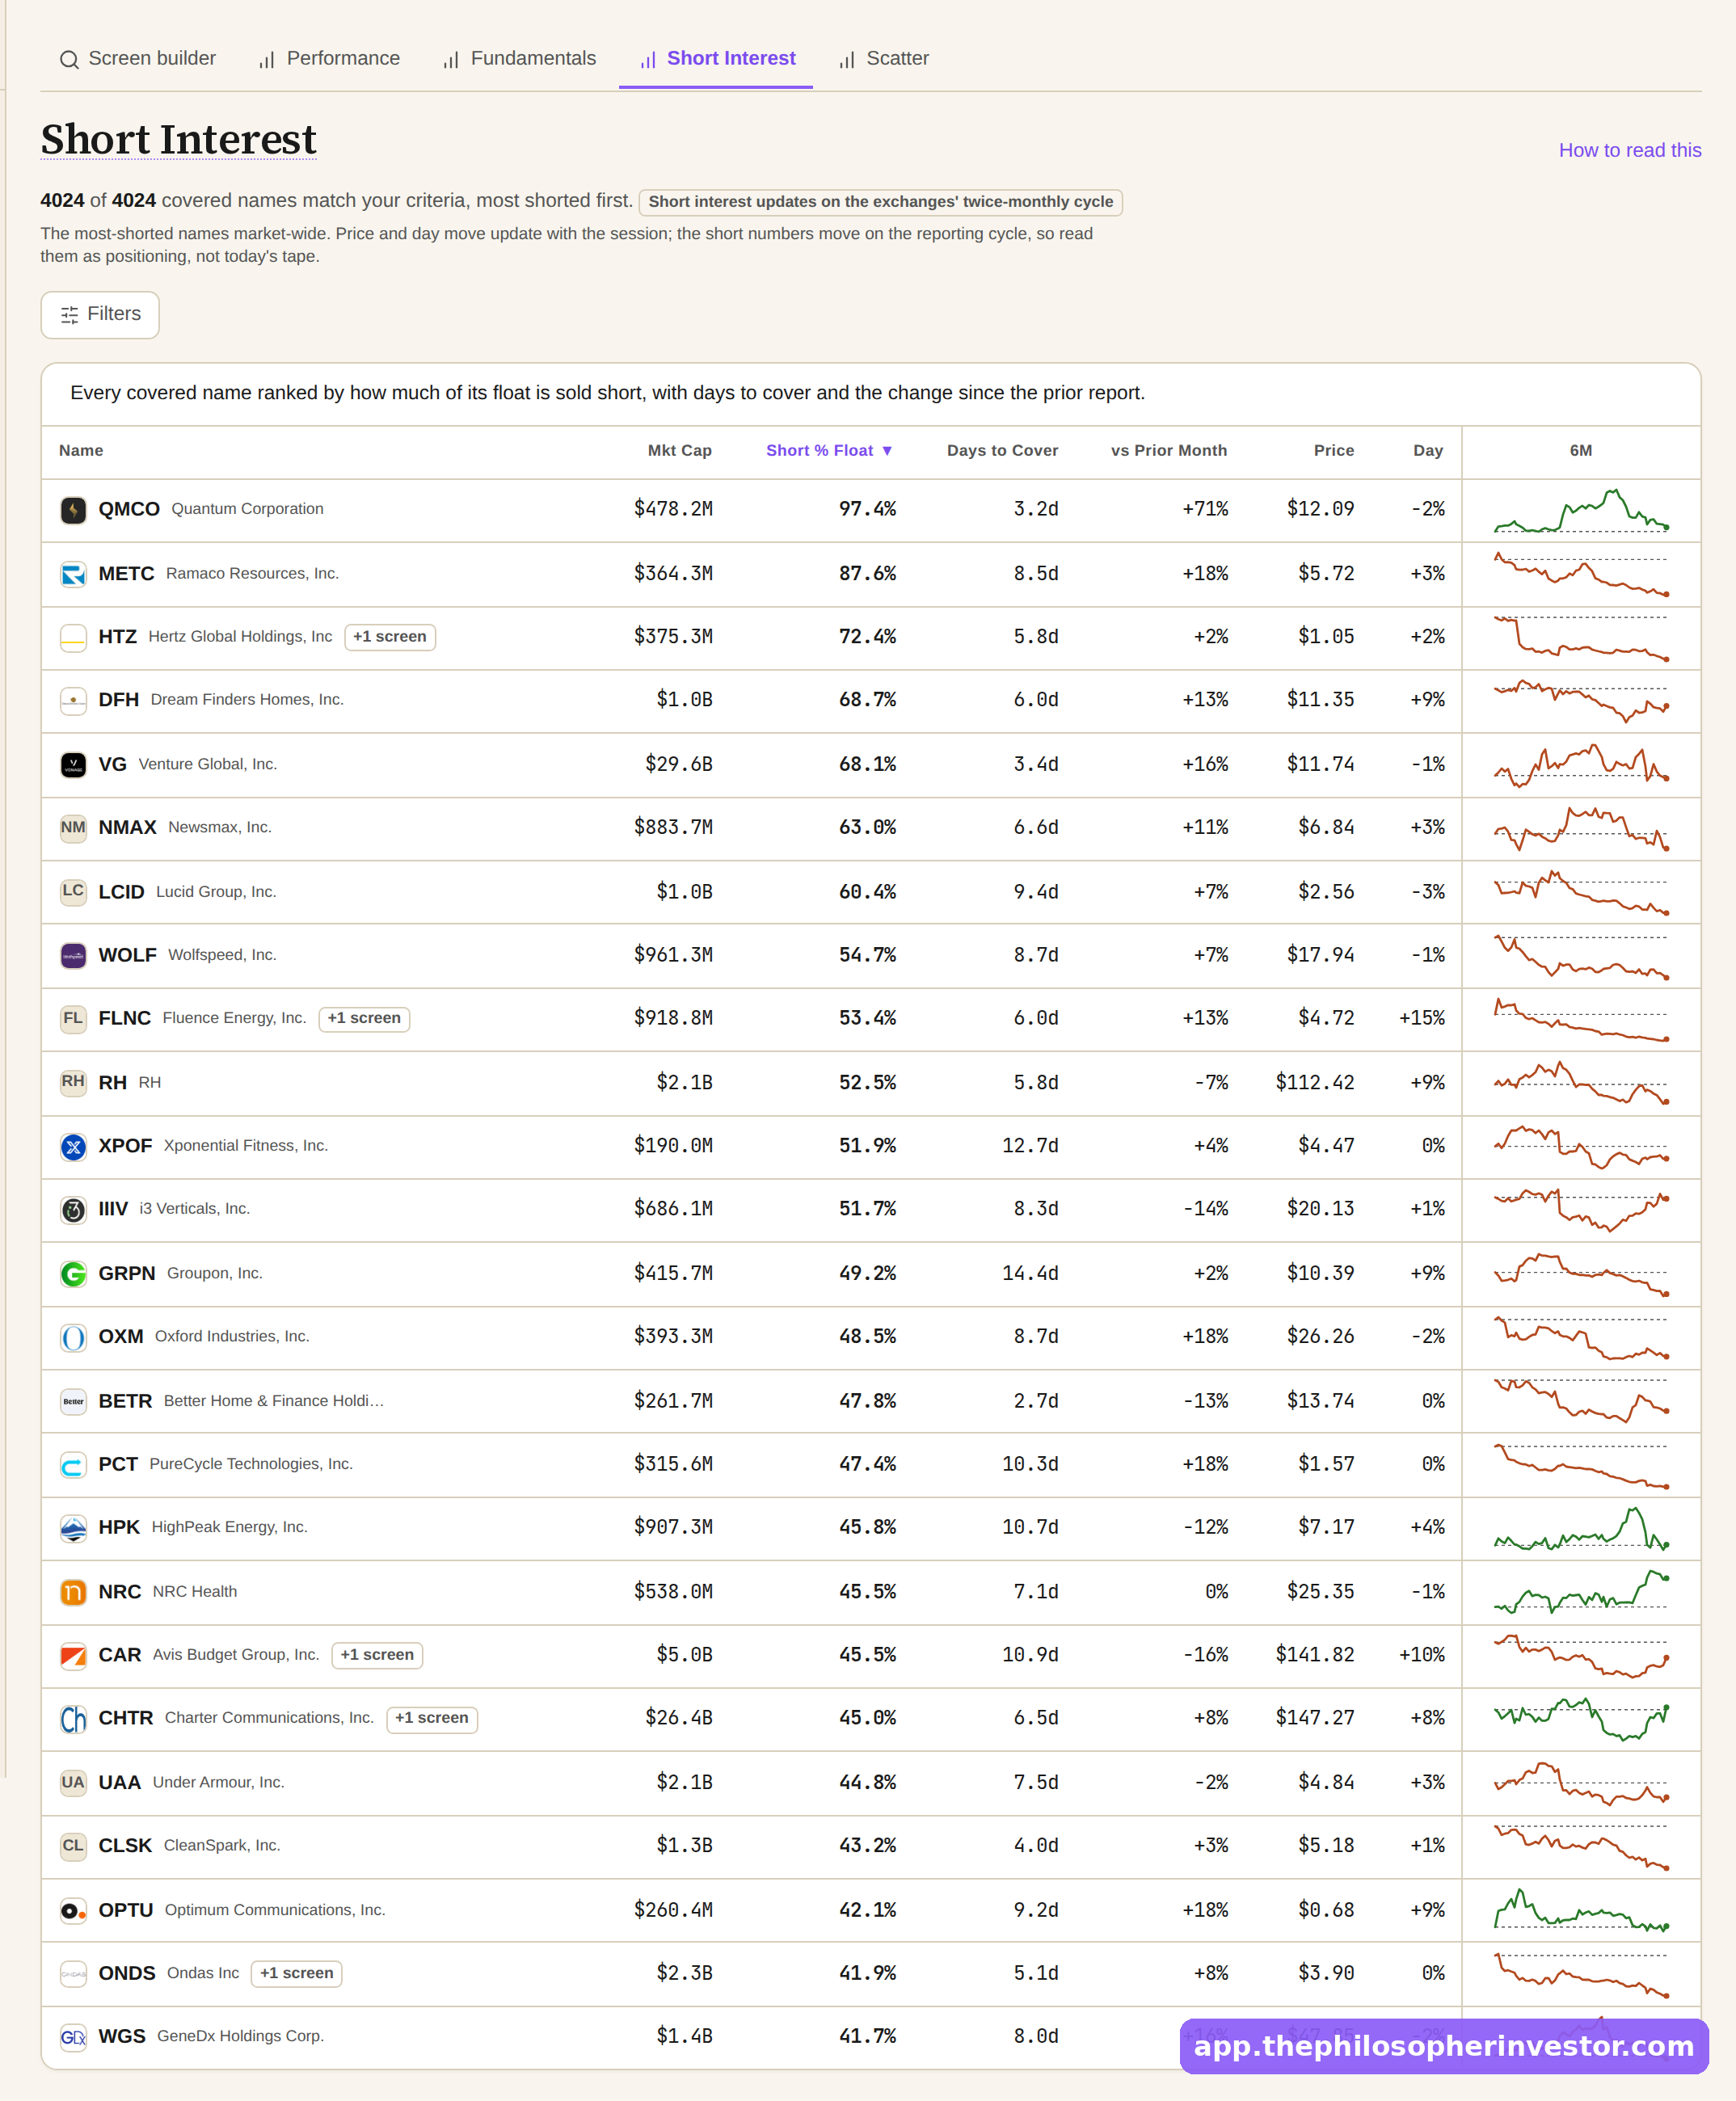 Screen builder Performance Fundamentals Short Interest Scatter
Short Interest
How to read this
4024 of 4024 covered names match your criteria, most shorted first. Short interest updates on the exchanges' twice-monthly cycle
The most-shorted names market-wide. Price and day move update with the session; the short numbers move on the reporting cycle, so read
them as positioning, not today's tape.
Filters
Every covered name ranked by how much of its float is sold short, with days to cover and the change since the prior report.
Name Mkt Cap Short % Float ▼ Days to Cover vs Prior Month Price Day 6M
QMCO Quantum Corporation $478.2M 97.4% 3.2d +71% $12.09 -2%
METC Ramaco Resources, Inc. $364.3M 87.6% 8.5d +18% $5.72 +3%
HTZ Hertz Global Holdings, Inc +1 screen $375.3M 72.4% 5.8d +2% $1.05 +2%
DFH Dream Finders Homes, Inc. $1.0B 68.7% 6.0d +13% $11.35 +9%
VG Venture Global, Inc. $29.6B 68.1% 3.4d +16% $11.74 -1%
NM NMAX Newsmax, Inc. $883.7M 63.0% 6.6d +11% $6.84 +3%
LC LCID Lucid Group, Inc. $1.0B 60.4% 9.4d +7% $2.56 -3%
WOLF Wolfspeed, Inc. $961.3M 54.7% 8.7d +7% $17.94 -1%
FL FLNC Fluence Energy, Inc. +1 screen $918.8M 53.4% 6.0d +13% $4.72 +15%
RH RH RH $2.1B 52.5% 5.8d -7% $112.42 +9%
XPOF Xponential Fitness, Inc. $190.0M 51.9% 12.7d +4% $4.47 0%
IIIV i3 Verticals, Inc. $686.1M 51.7% 8.3d -14% $20.13 +1%
GRPN Groupon, Inc. $415.7M 49.2% 14.4d +2% $10.39 +9%
OXM Oxford Industries, Inc. $393.3M 48.5% 8.7d +18% $26.26 -2%
Better BETR Better Home & Finance Holdi... $261.7M 47.8% 2.7d -13% $13.74 0%
PCT PureCycle Technologies, Inc. $315.6M 47.4% 10.3d +18% $1.57 0%
HPK HighPeak Energy, Inc. $907.3M 45.8% 10.7d -12% $7.17 +4%
n NRC NRC Health $538.0M 45.5% 7.1d 0% $25.35 -1%
CAR Avis Budget Group, Inc. +1 screen $5.0B 45.5% 10.9d -16% $141.82 +10%
Ch CHTR Charter Communications, Inc. +1 screen $26.4B 45.0% 6.5d +8% $147.27 +8%
UA UAA Under Armour, Inc. $2.1B 44.8% 7.5d -2% $4.84 +3%
CL CLSK CleanSpark, Inc. $1.3B 43.2% 4.0d +3% $5.18 +1%
OPTU Optimum Communications, Inc. $260.4M 42.1% 9.2d +18% $0.68 +9%
ONDAS ONDS Ondas Inc +1 screen $2.3B 41.9% 5.1d +8% $3.90 0%
GDx WGS GeneDx Holdings Corp. $1.4B 41.7% 8.0d
app.thephilosopherinvestor.com